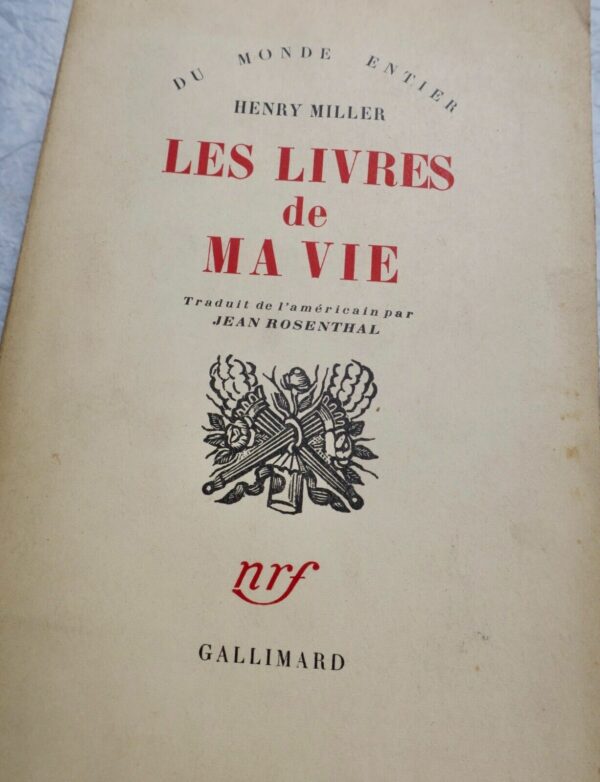 DU MONDE ENTIER
HENRY MILLER
LES LIVRES
de
MA VIE
Traduit de l'américain par
JEAN ROSENTHAL
nrf
GALLIMARD